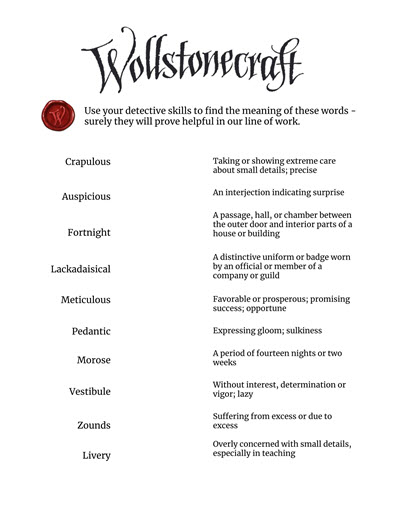 Wollstonecraft
W
Use your detective skills to find the meaning of these words -
surely they will prove helpful in our line of work.
Crapulous
Taking or showing extreme care
about small details; precise
Auspicious
An interjection indicating surprise
Fortnight
A passage, hall, or chamber between
the outer door and interior parts of a
house or building
Lackadaisical
A distinctive uniform or badge worn
by an official or member of a
company or guild
Meticulous
Favorable or prosperous; promising
success; opportune
Pedantic
Expressing gloom; sulkiness
Morose
A period of fourteen nights or two
weeks
Vestibule
Without interest, determination or
vigor; lazy
Zounds
Suffering from excess or due to
excess
Livery
Overly concerned with small details,
especially in teaching